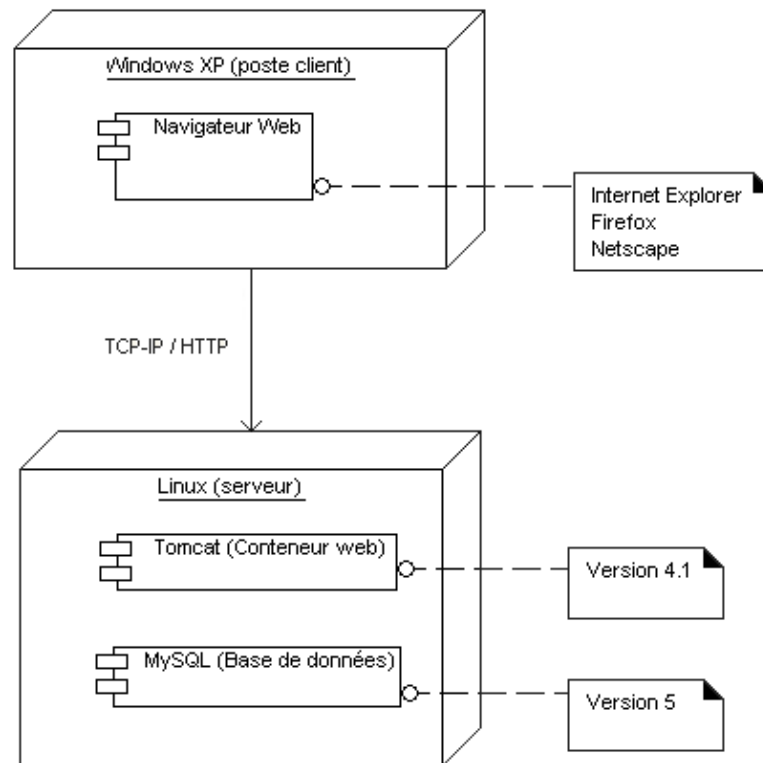 Windows XP (poste client)
Navigateur Web
Internet Explorer
Firefox
Netscape
TCP-IP / HTTP
Linux (serveur)
Tomcat (Conteneur web)
Version 4.1
MySQL (Base de données)
Version 5